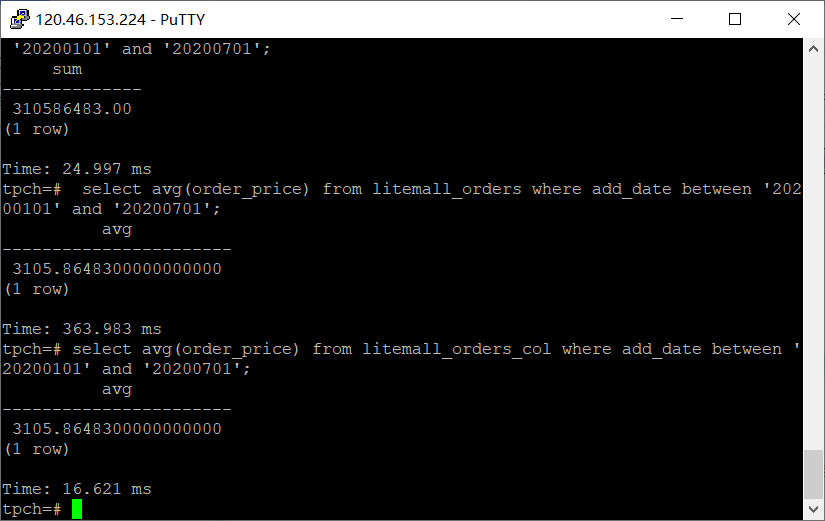 120.46.153.224 - PuTTY
'20200101' and '20200701';
sum
--------------
310586483.00
(1 row)
Time: 24.997 ms
tpch=#  select avg(order_price) from litemall_orders where add_date between '202
00101' and '20200701';
avg
-----------------------
3105.8648300000000000
(1 row)
Time: 363.983 ms
tpch=# select avg(order_price) from litemall_orders_col where add_date between '
20200101' and '20200701';
avg
-----------------------
3105.8648300000000000
(1 row)
Time: 16.621 ms
tpch=#